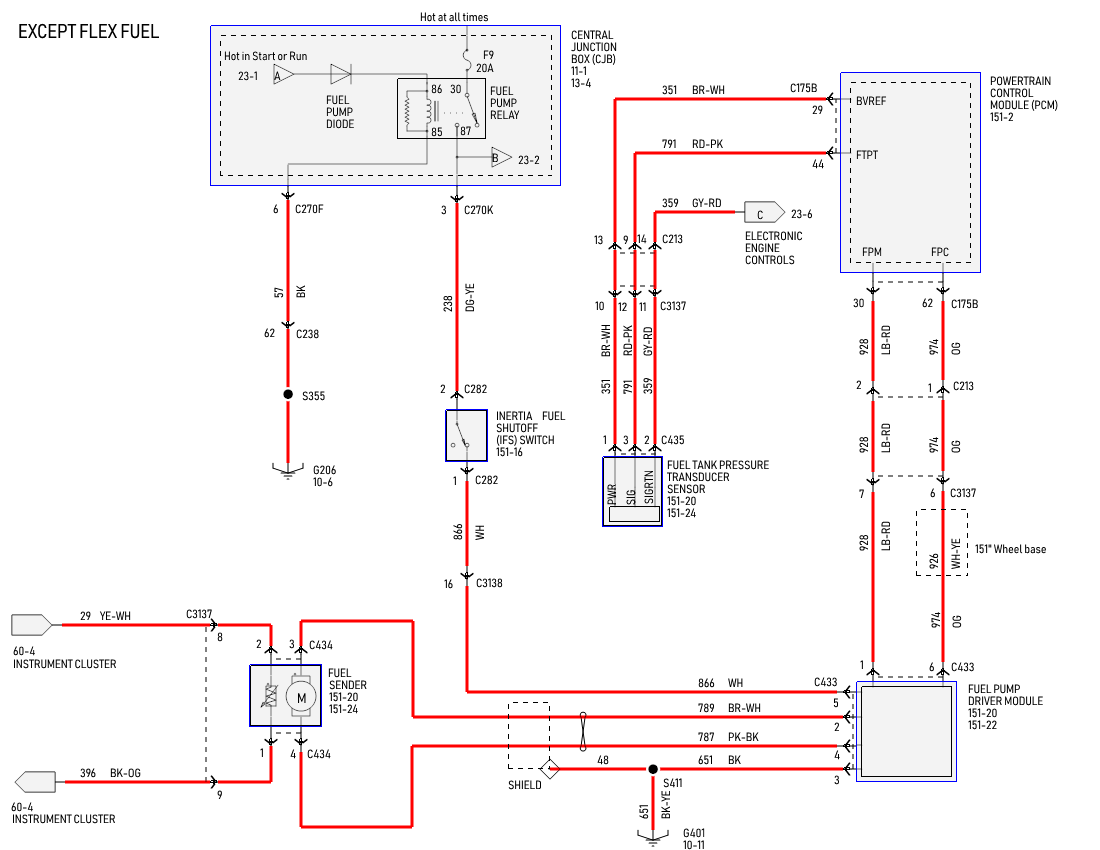 EXCEPT FLEX FUEL
Hot at all times
CENTRAL
JUNCTION
BOX (CJB)
11-1
13-4
Hot in Start or Run
23-1
A
FUEL
PUMP
DIODE
F9
20A
86
30
85
87
FUEL
PUMP
RELAY
B
23-2
6
C270F
3
C270K
57
BK
62
C238
S355
G206
10-6
238
DG-YE
2
C282
INERTIA FUEL
SHUTOFF
(IFS) SWITCH
151-16
1
C282
866
WH
16
C3138
351
BR-WH
C175B
29
BVREF
POWERTRAIN
CONTROL
MODULE (PCM)
151-2
791
RD-PK
44
FTPT
359
GY-RD
C
23-6
ELECTRONIC
ENGINE
CONTROLS
13
9
14
C213
10
12
11
C3137
BR-WH
RD-PK
GY-RD
351
791
359
1
3
2
C435
PWR
SIG
SIGRTN
FUEL TANK PRESSURE
TRANSDUCER
SENSOR
151-20
151-24
FPM
FPC
30
62
C175B
928
LB-RD
974
OG
2
1
C213
928
LB-RD
974
OG
7
6
C3137
928
LB-RD
926
WH-YE
151" Wheel base
974
OG
1
6
C433
29
YE-WH
C3137
8
60-4
INSTRUMENT CLUSTER
2
3
C434
M
FUEL
SENDER
151-20
151-24
1
4
C434
396
BK-OG
9
60-4
INSTRUMENT CLUSTER
866
WH
C433
5
789
BR-WH
2
787
PK-BK
4
48
651
BK
3
SHIELD
S411
651
BK-YE
G401
10-11
FUEL PUMP
DRIVER MODULE
151-20
151-22